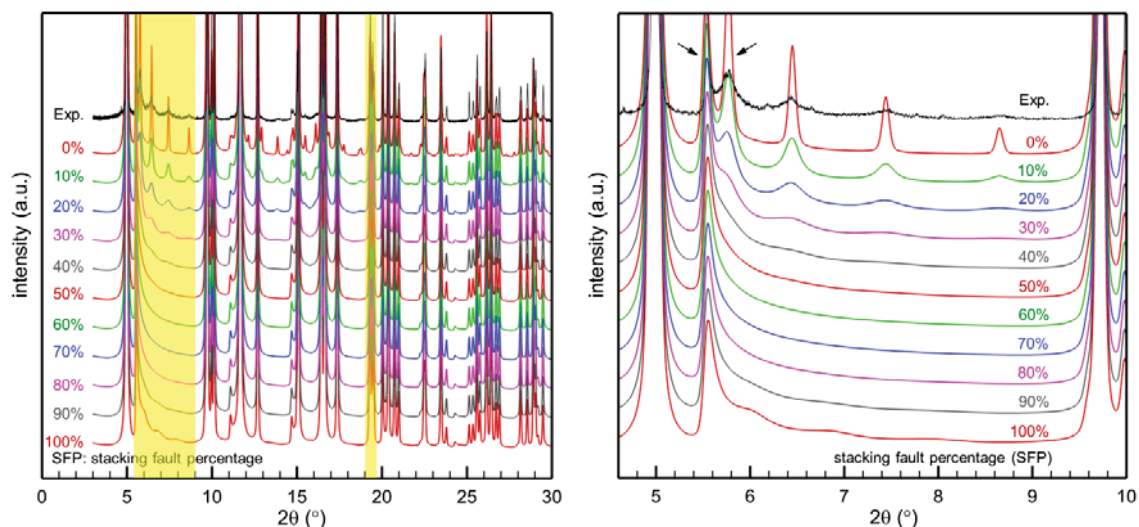 intensity (a.u.)
Exp.
0%
10%
20%
30%
40%
50%
60%
70%
80%
90%
100%
SFP: stacking fault percentage
0 5 10 15 20 25 30
2θ (°)
intensity (a.u.)
Exp.
0%
10%
20%
30%
40%
50%
60%
70%
80%
90%
100%
stacking fault percentage (SFP)
5 6 7 8 9 10
2θ (°)